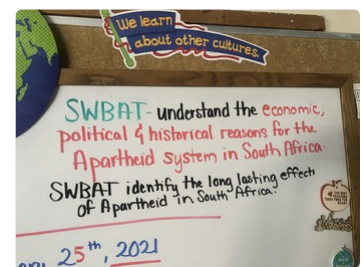 We learn
about other cultures.
SWBAT- understand the economic,
political & historical reasons for the
Apartheid system in South Africa.
SWBAT identify the long lasting effects
of Apartheid in South Africa.
25th, 2021